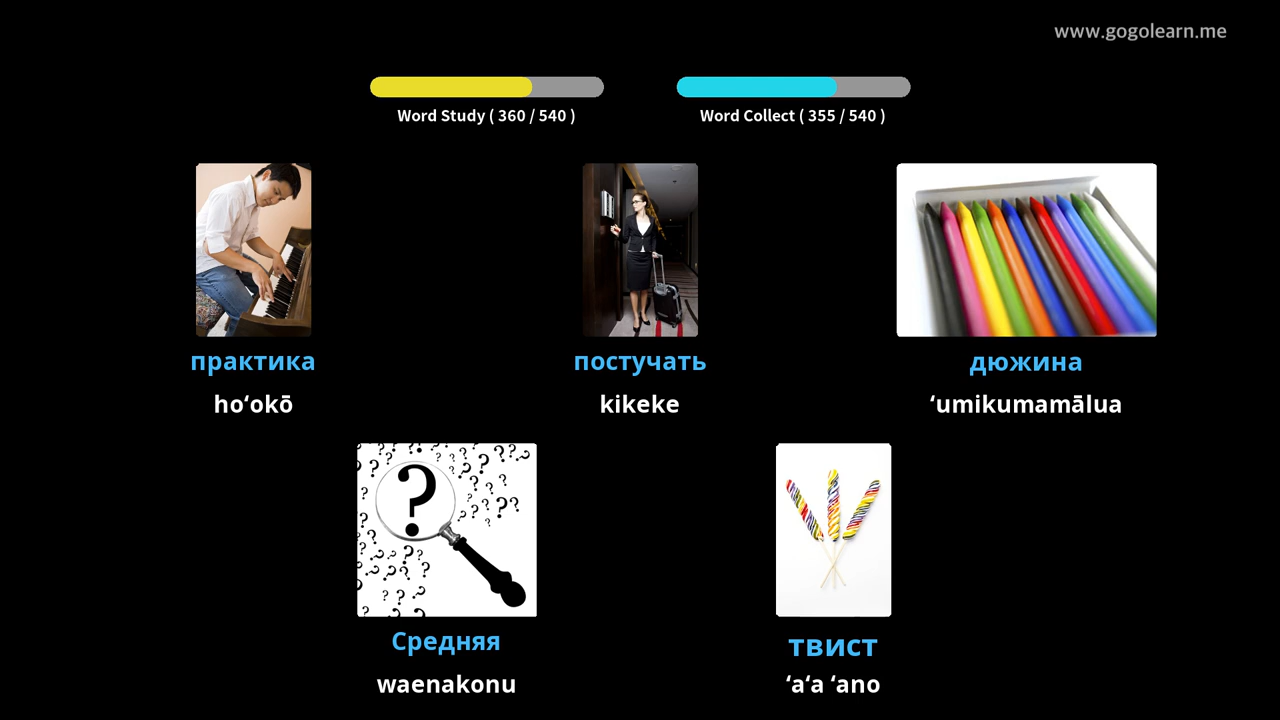 www.gogolearn.me
Word Study ( 360 / 540 )
Word Collect ( 355 / 540 )
практика
постучать
дюжина
hoʻokō
kikeke
ʻumikumamālua
Средняя
твист
waenakonu
ʻaʻa ʻano